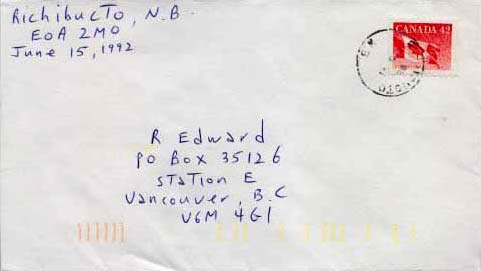 Richibucto, N.B.
E0A 2M0
June 15, 1992
CANADA 42
R Edward
PO Box 35126
Station E
Vancouver, B.C
V6M 4G1